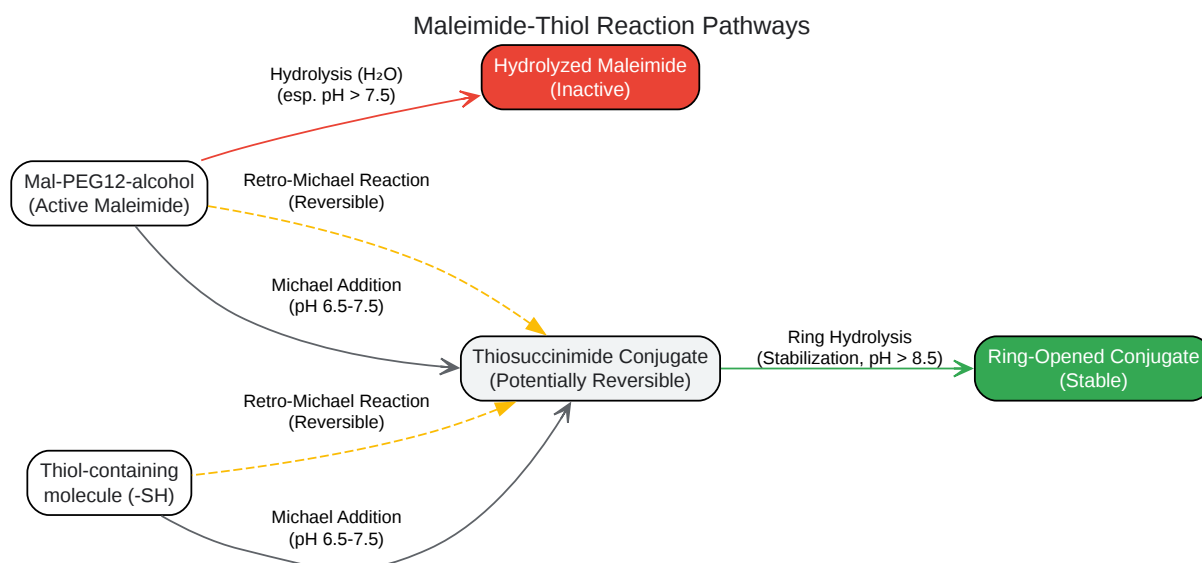 Maleimide-Thiol Reaction Pathways
Hydrolysis (H₂O)
(esp. pH > 7.5)
Hydrolyzed Maleimide
(Inactive)
Mal-PEG12-alcohol
(Active Maleimide)
Retro-Michael Reaction
(Reversible)
Michael Addition
(pH 6.5-7.5)
Thiosuccinimide Conjugate
(Potentially Reversible)
Ring Hydrolysis
(Stabilization, pH > 8.5)
Ring-Opened Conjugate
(Stable)
Retro-Michael Reaction
(Reversible)
Thiol-containing
molecule (-SH)
Michael Addition
(pH 6.5-7.5)